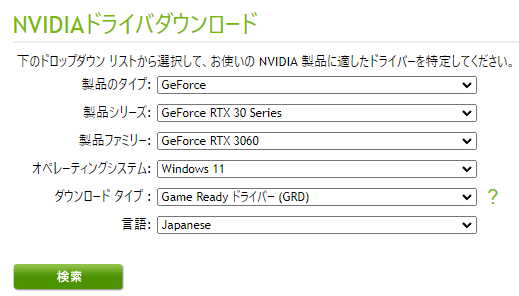 NVIDIAドライバダウンロード
下のドロップダウン リストから選択して、お使いの NVIDIA 製品に適したドライバーを特定してください。
製品のタイプ: GeForce
製品シリーズ: GeForce RTX 30 Series
製品ファミリー: GeForce RTX 3060
オペレーティングシステム: Windows 11
ダウンロード タイプ : Game Ready ドライバー (GRD) ?
言語: Japanese
検索